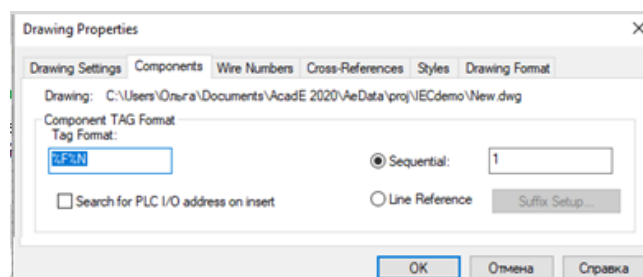 Drawing Properties
Drawing Settings Components Wire Numbers Cross-References Styles Drawing Format
Drawing: C:\Users\Ольга\Documents\AcadE 2020\AeData\proj\IECdemo\New.dwg
Component TAG Format
Tag Format:
%F%N Sequential: 1
Search for PLC I/O address on insert Line Reference Suffix Setup...
OK Отмена Справка